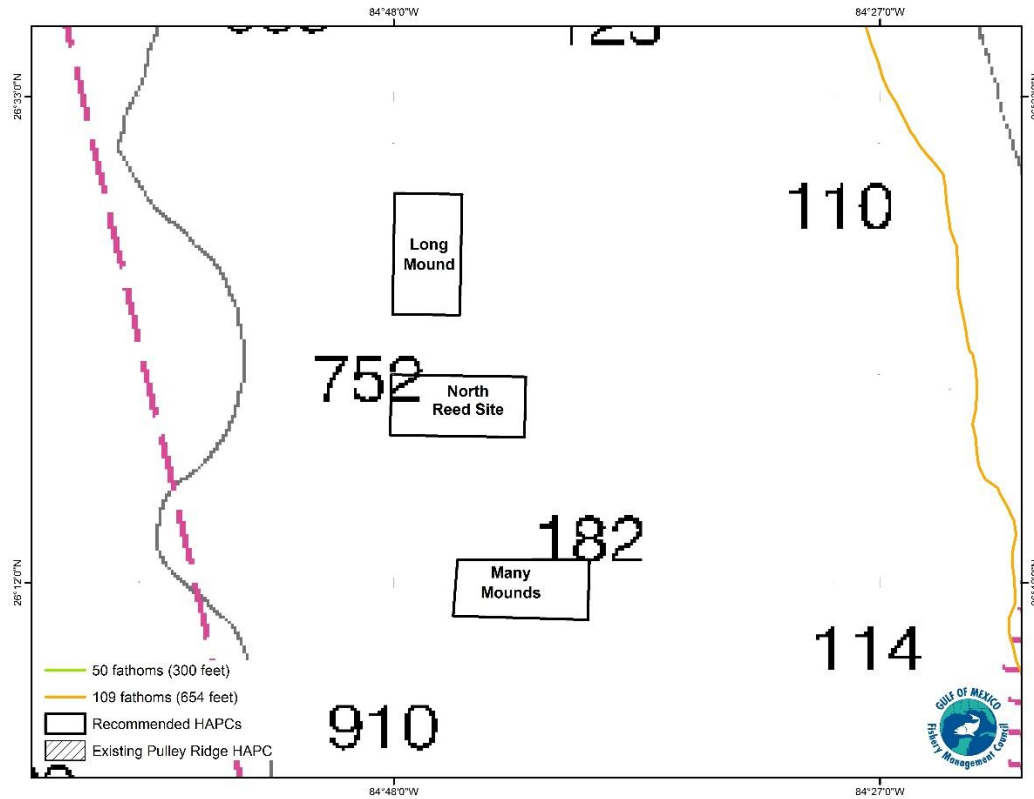 84°48'0"W
84°27'0"W
26°33'0"N
110
Long
Mound
752
North
Reed Site
182
26°12'0"N
Many
Mounds
114
50 fathoms (300 feet)
109 fathoms (654 feet)
Recommended HAPCs
Existing Pulley Ridge HAPC
910
GULF OF MEXICO
Fishery Management Council
84°48'0"W
84°27'0"W